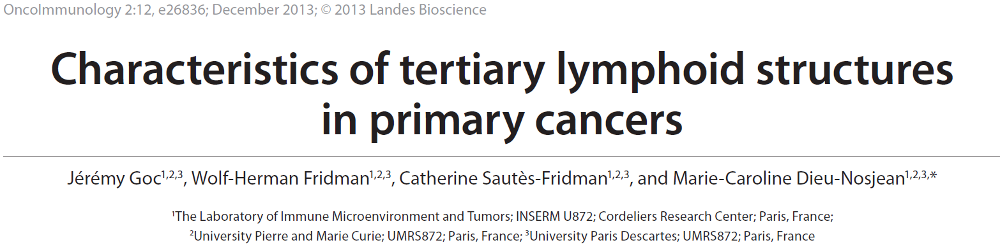 OncoImmunology 2:12, e26836; December 2013; © 2013 Landes Bioscience
Characteristics of tertiary lymphoid structures
in primary cancers
Jérémy Goc1,2,3, Wolf-Herman Fridman1,2,3, Catherine Sautès-Fridman1,2,3, and Marie-Caroline Dieu-Nosjean1,2,3,*
1The Laboratory of Immune Microenvironment and Tumors; INSERM U872; Cordeliers Research Center; Paris, France;
2University Pierre and Marie Curie; UMRS872; Paris, France; 3University Paris Descartes; UMRS872; Paris, France